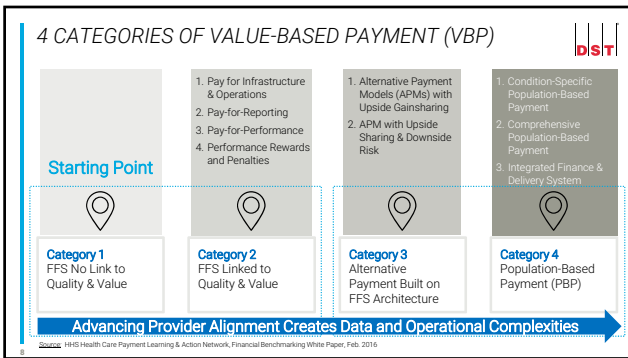 4 CATEGORIES OF VALUE-BASED PAYMENT (VBP)
DST
Starting Point
1. Pay for Infrastructure
& Operations
2. Pay-for-Reporting
3. Pay-for-Performance
4. Performance Rewards
and Penalties
1. Alternative Payment
Models (APMs) with
Upside Gainsharing
2. APM with Upside
Sharing & Downside
Risk
1. Condition-Specific
Population-Based
Payment
2. Comprehensive
Population-Based
Payment
3. Integrated Finance &
Delivery System
Category 1
FFS No Link to
Quality & Value
Category 2
FFS Linked to
Quality & Value
Category 3
Alternative
Payment Built on
FFS Architecture
Category 4
Population-Based
Payment (PBP)
Advancing Provider Alignment Creates Data and Operational Complexities
Source: HHS Health Care Payment Learning & Action Network, Financial Benchmarking White Paper, Feb. 2016
8